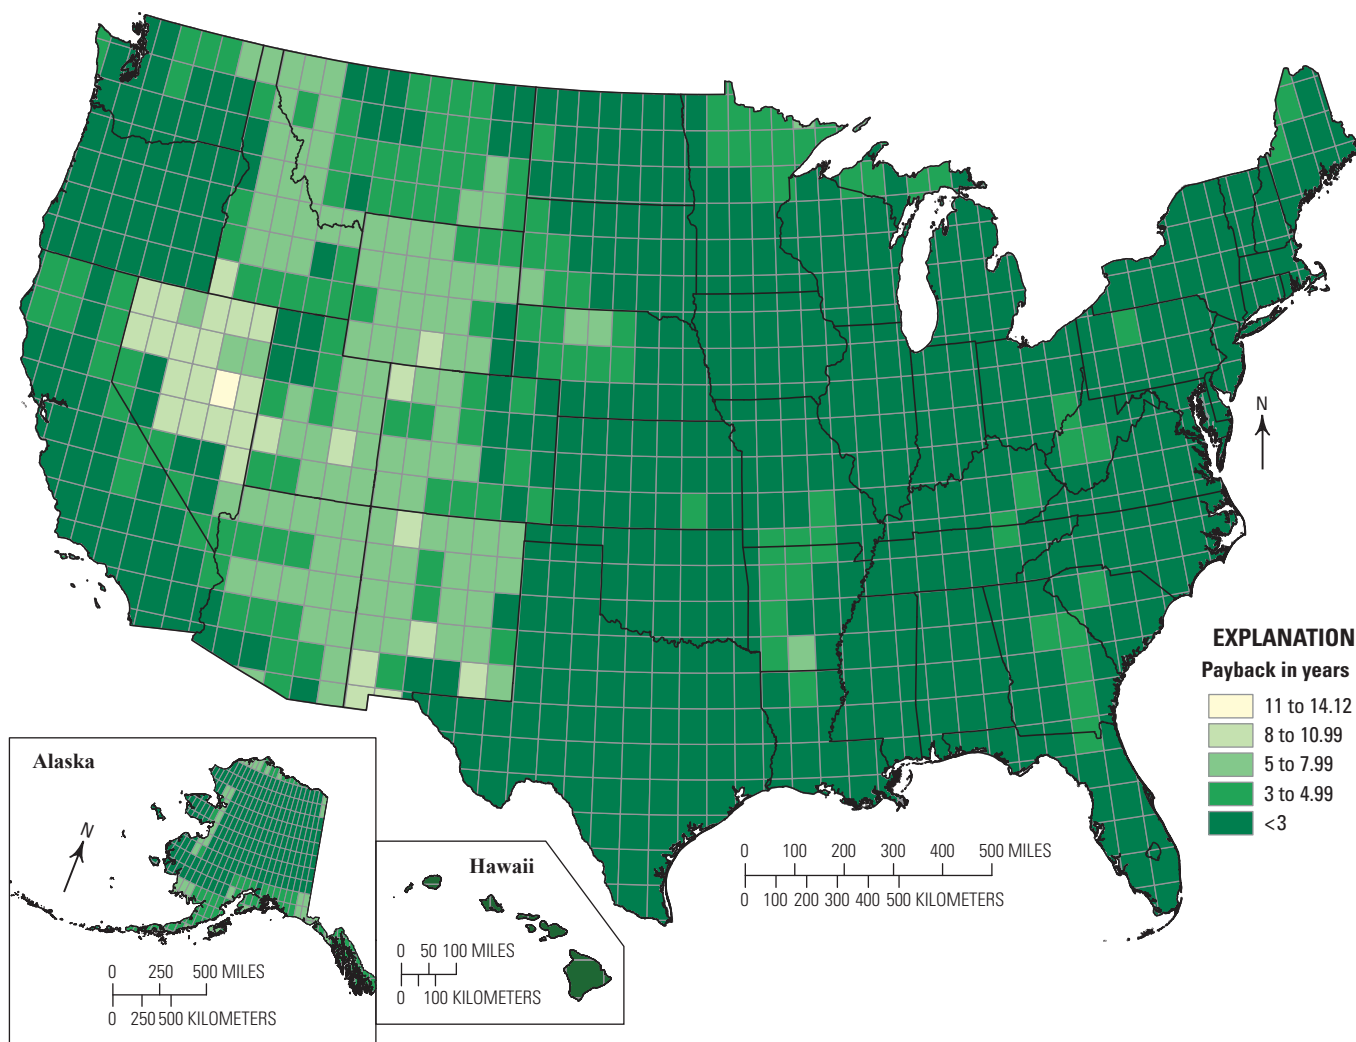 N
EXPLANATION
Payback in years
11 to 14.12
8 to 10.99
5 to 7.99
3 to 4.99
<3
Alaska
N
0 250 500 MILES
0 250 500 KILOMETERS
Hawaii
0 50 100 MILES
0 100 KILOMETERS
0 100 200 300 400 500 MILES
0 100 200 300 400 500 KILOMETERS